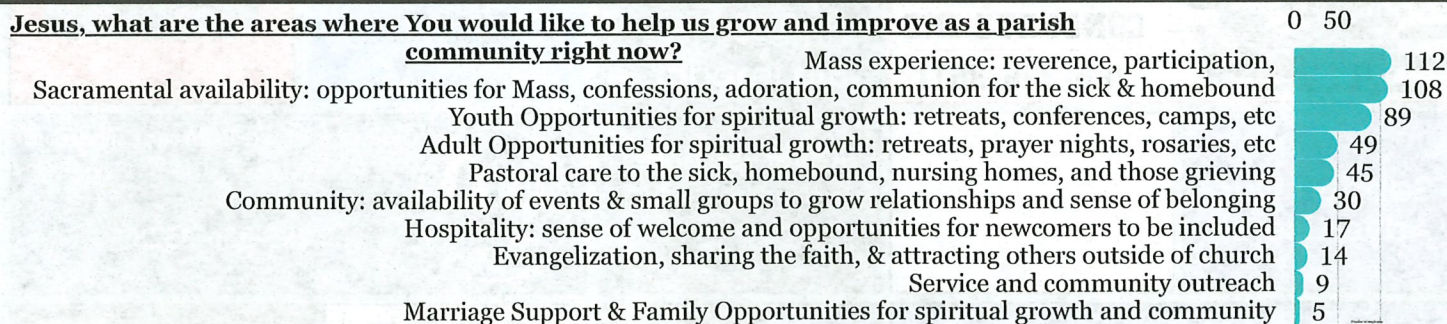 Jesus, what are the areas where You would like to help us grow and improve as a parish
community right now?
0 50
Mass experience: reverence, participation, 112
Sacramental availability: opportunities for Mass, confessions, adoration, communion for the sick & homebound 108
Youth Opportunities for spiritual growth: retreats, conferences, camps, etc 89
Adult Opportunities for spiritual growth: retreats, prayer nights, rosaries, etc 49
Pastoral care to the sick, homebound, nursing homes, and those grieving 45
Community: availability of events & small groups to grow relationships and sense of belonging 30
Hospitality: sense of welcome and opportunities for newcomers to be included 17
Evangelization, sharing the faith, & attracting others outside of church 14
Service and community outreach 9
Marriage Support & Family Opportunities for spiritual growth and community 5